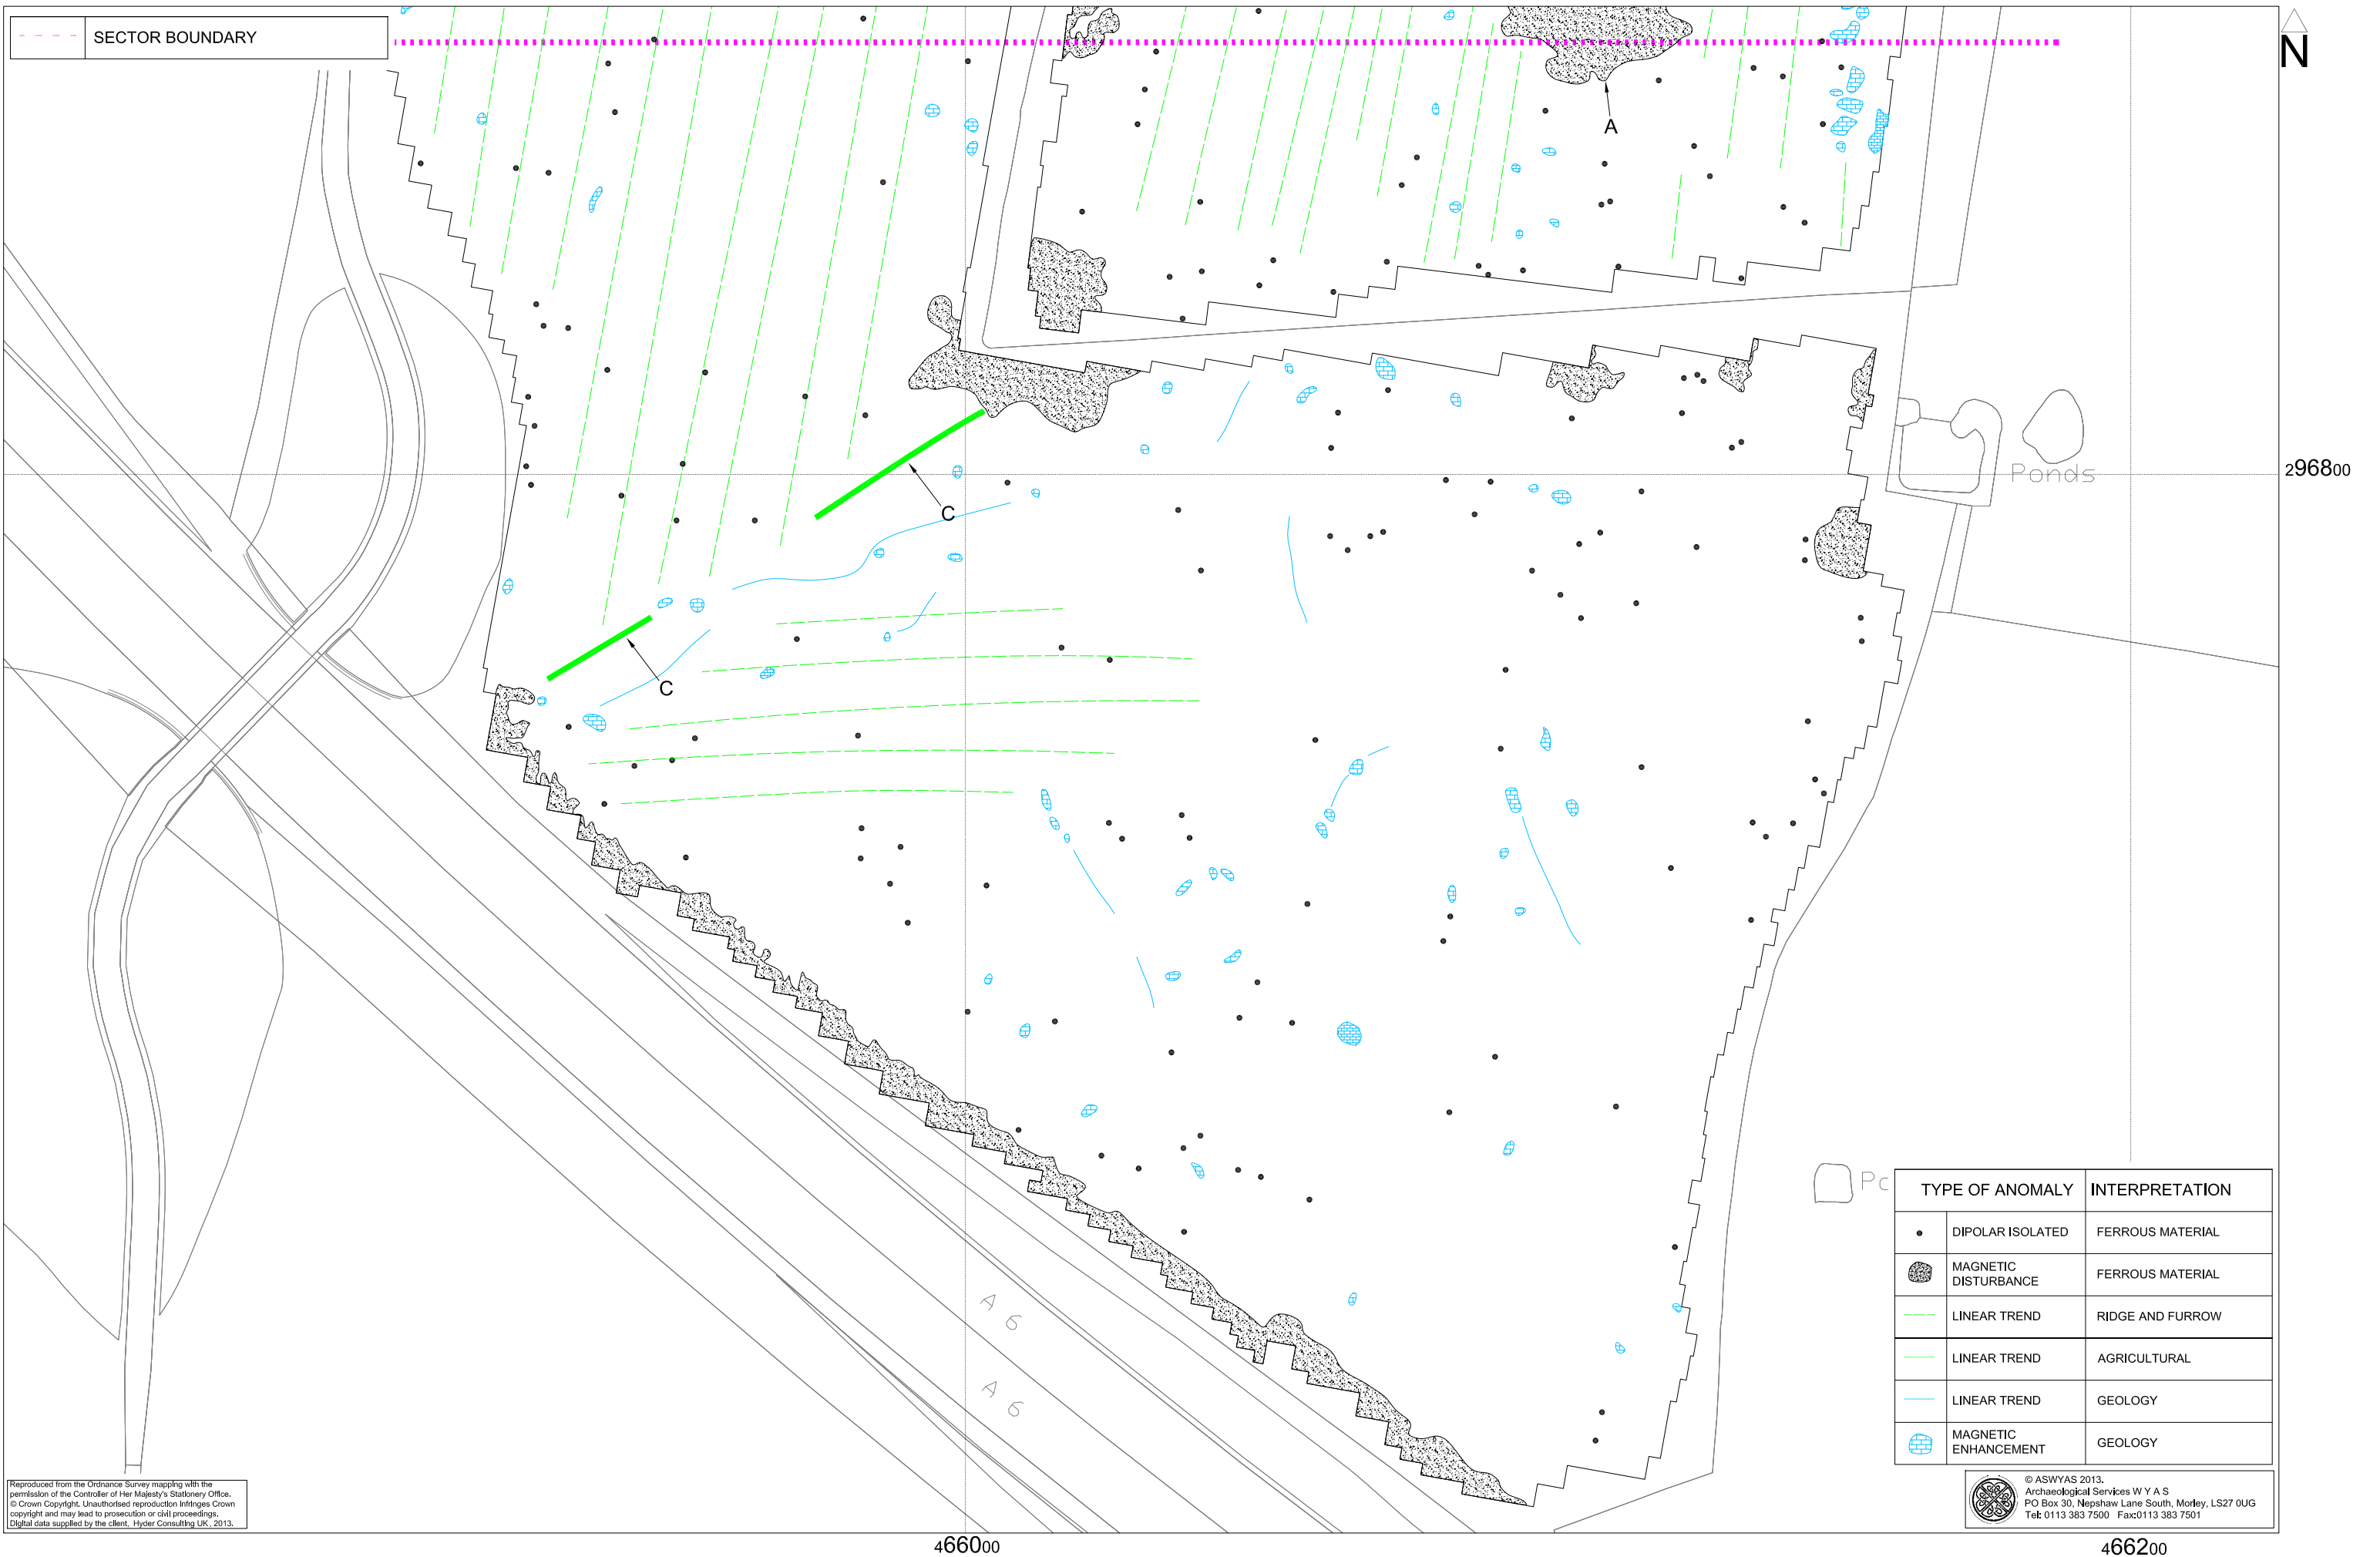 SECTOR BOUNDARY
N
A
C
29680​0
Ponds
C
A 6
A 6
TYPE OF ANOMALY INTERPRETATION
DIPOLAR ISOLATED FERROUS MATERIAL
MAGNETIC
DISTURBANCE FERROUS MATERIAL
LINEAR TREND RIDGE AND FURROW
LINEAR TREND AGRICULTURAL
LINEAR TREND GEOLOGY
MAGNETIC
ENHANCEMENT GEOLOGY
Reproduced from the Ordnance Survey mapping with the
permission of the Controller of Her Majesty's Stationery Office.
© Crown Copyright. Unauthorised reproduction infringes Crown
copyright and may lead to prosecution or civil proceedings.
Digital data supplied by the client, Hyder Consulting UK, 2013.
© ASWYAS 2013.
Archaeological Services W Y A S
PO Box 30, Nepshaw Lane South, Morley, LS27 0UG
Tel: 0113 383 7500 Fax:0113 383 7501
466000
466200